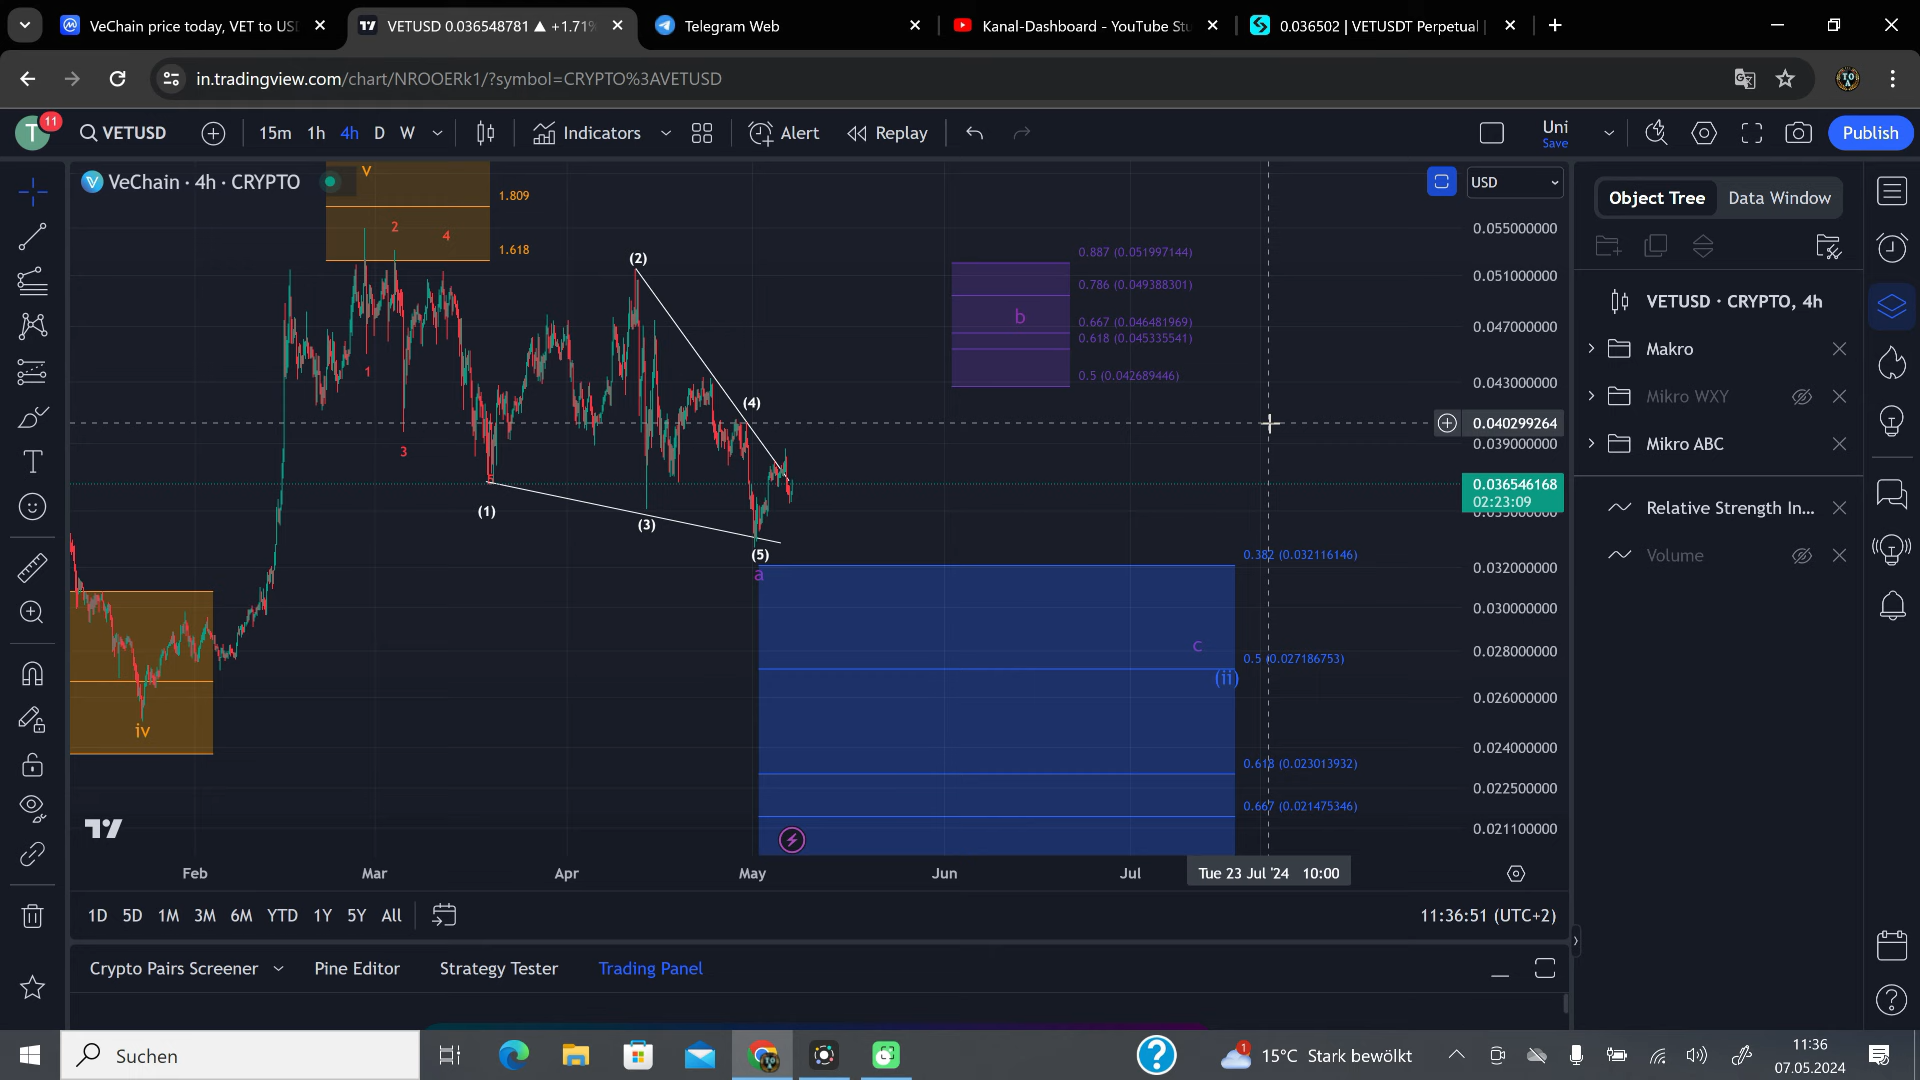 VeChain price today, VET to US
VETUSD 0.036548781 ▲ +1.71%
Telegram Web
Kanal-Dashboard - YouTube Stu
0.036502 | VETUSDT Perpetual |
in.tradingview.com/chart/NROOERk1/?symbol=CRYPTO%3AVETUSD
T
11
VETUSD
15m 1h 4h D W
Indicators
Alert
Replay
Uni
Save
Publish
VeChain · 4h · CRYPTO
USD
v
1.809
1.618
2
4
1
3
(2)
(4)
(1)
(3)
(5)
a
iv
b
0.887 (0.051997144)
0.786 (0.049388301)
0.667 (0.046481969)
0.618 (0.045335541)
0.5 (0.042689446)
0.382 (0.032116146)
c
0.5 (0.027186753)
(ii)
0.618 (0.023013932)
0.667 (0.021475346)
0.055000000
0.051000000
0.047000000
0.043000000
0.040299264
0.039000000
0.036546168
02:23:09
0.032000000
0.030000000
0.028000000
0.026000000
0.024000000
0.022500000
0.021100000
Feb Mar Apr May Jun Jul
Tue 23 Jul '24 10:00
1D 5D 1M 3M 6M YTD 1Y 5Y All
11:36:51 (UTC+2)
Crypto Pairs Screener
Pine Editor
Strategy Tester
Trading Panel
Object Tree
Data Window
VETUSD · CRYPTO, 4h
Makro
Mikro WXY
Mikro ABC
Relative Strength In...
Volume
Suchen
1
15°C Stark bewölkt
11:36
07.05.2024